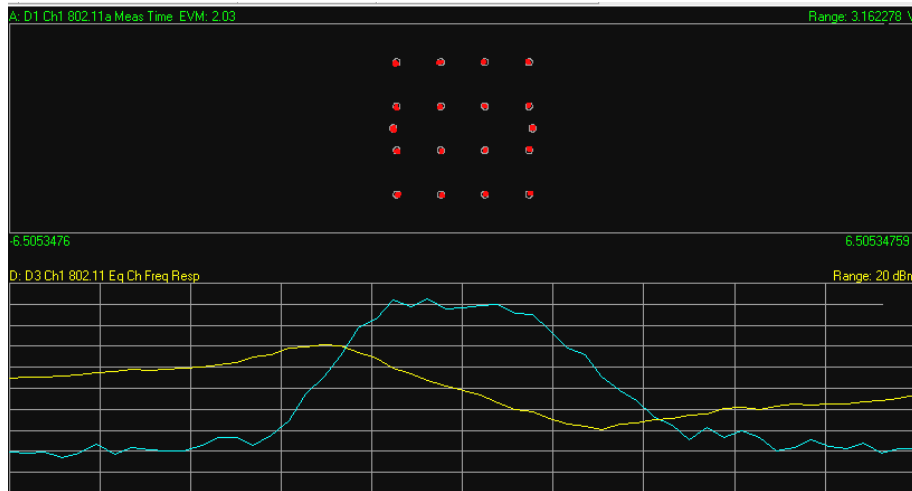 A: D1 Ch1 802.11a Meas Time EVM: 2.03 Range: 3.162278 V
-6.5053476 6.50534759
D: D3 Ch1 802.11 Eq Ch Freq Resp Range: 20 dBm